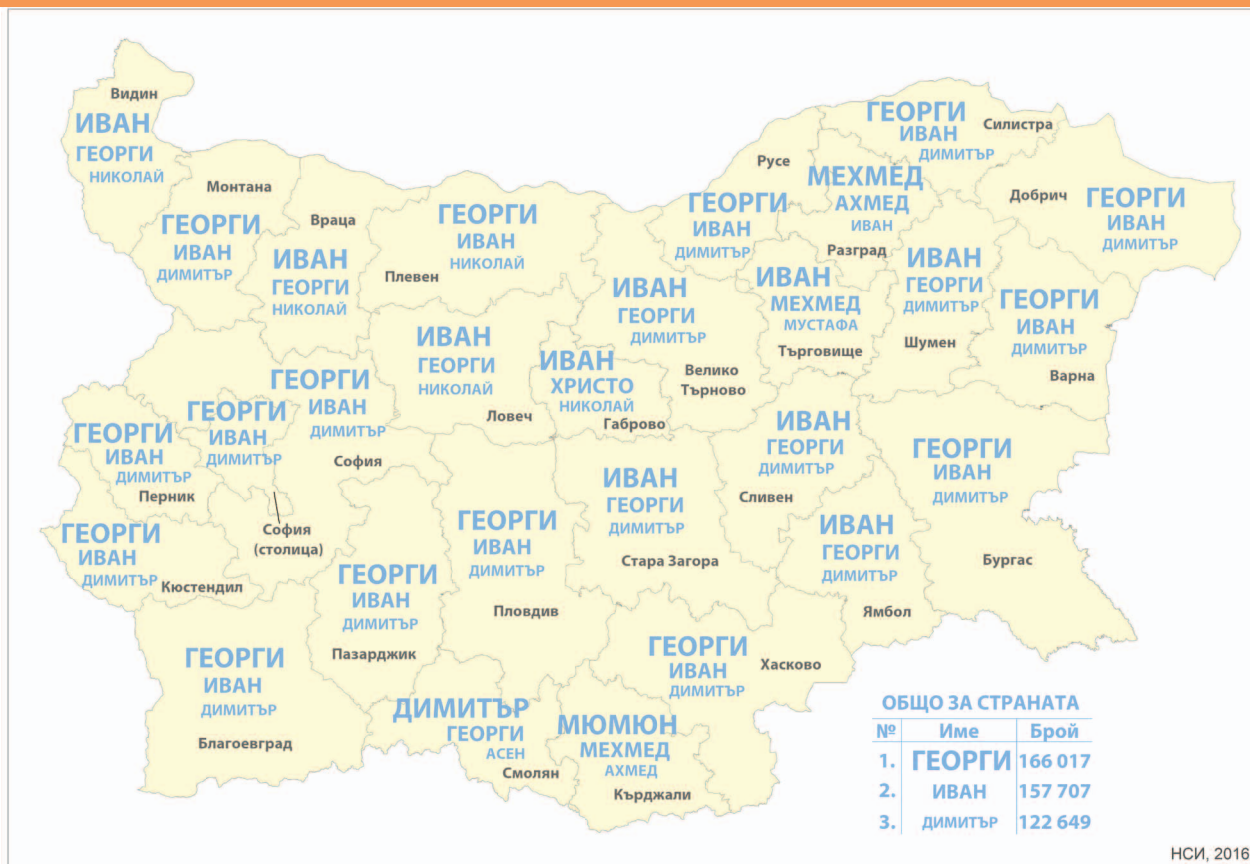 Видин
ИВАН
ГЕОРГИ
НИКОЛАЙ
Монтана
ГЕОРГИ
ИВАН
ДИМИТЪР
Враца
ИВАН
ГЕОРГИ
НИКОЛАЙ
ГЕОРГИ
ИВАН
НИКОЛАЙ
Плевен
ИВАН
ГЕОРГИ
НИКОЛАЙ
Ловеч
ИВАН
ХРИСТО
НИКОЛАЙ
Габрово
ИВАН
ГЕОРГИ
ДИМИТЪР
Велико
Търново
Русе
ГЕОРГИ
ИВАН
ДИМИТЪР
ГЕОРГИ
ИВАН
ДИМИТЪР
Силистра
МЕХМЕД
АХМЕД
ИВАН
Разград
Добрич
ГЕОРГИ
ИВАН
ДИМИТЪР
ИВАН
МЕХМЕД
МУСТАФА
Търговище
ИВАН
ГЕОРГИ
ДИМИТЪР
Шумен
ГЕОРГИ
ИВАН
ДИМИТЪР
Варна
ГЕОРГИ
ИВАН
ДИМИТЪР
София
ГЕОРГИ
ИВАН
ДИМИТЪР
София
(столица)
ГЕОРГИ
ИВАН
ДИМИТЪР
Перник
ГЕОРГИ
ИВАН
ДИМИТЪР
Кюстендил
ГЕОРГИ
ИВАН
ДИМИТЪР
Благоевград
ГЕОРГИ
ИВАН
ДИМИТЪР
Пазарджик
ГЕОРГИ
ИВАН
ДИМИТЪР
Пловдив
ИВАН
ГЕОРГИ
ДИМИТЪР
Стара Загора
ИВАН
ГЕОРГИ
ДИМИТЪР
Сливен
ИВАН
ГЕОРГИ
ДИМИТЪР
Ямбол
ГЕОРГИ
ИВАН
ДИМИТЪР
Бургас
ГЕОРГИ
ИВАН
ДИМИТЪР
Хасково
ДИМИТЪР
ГЕОРГИ
АСЕН
Смолян
МЮМЮН
МЕХМЕД
АХМЕД
Кърджали
ОБЩО ЗА СТРАНАТА
№ Име Брой
1. ГЕОРГИ 166 017
2. ИВАН 157 707
3. ДИМИТЪР 122 649
НСИ, 2016